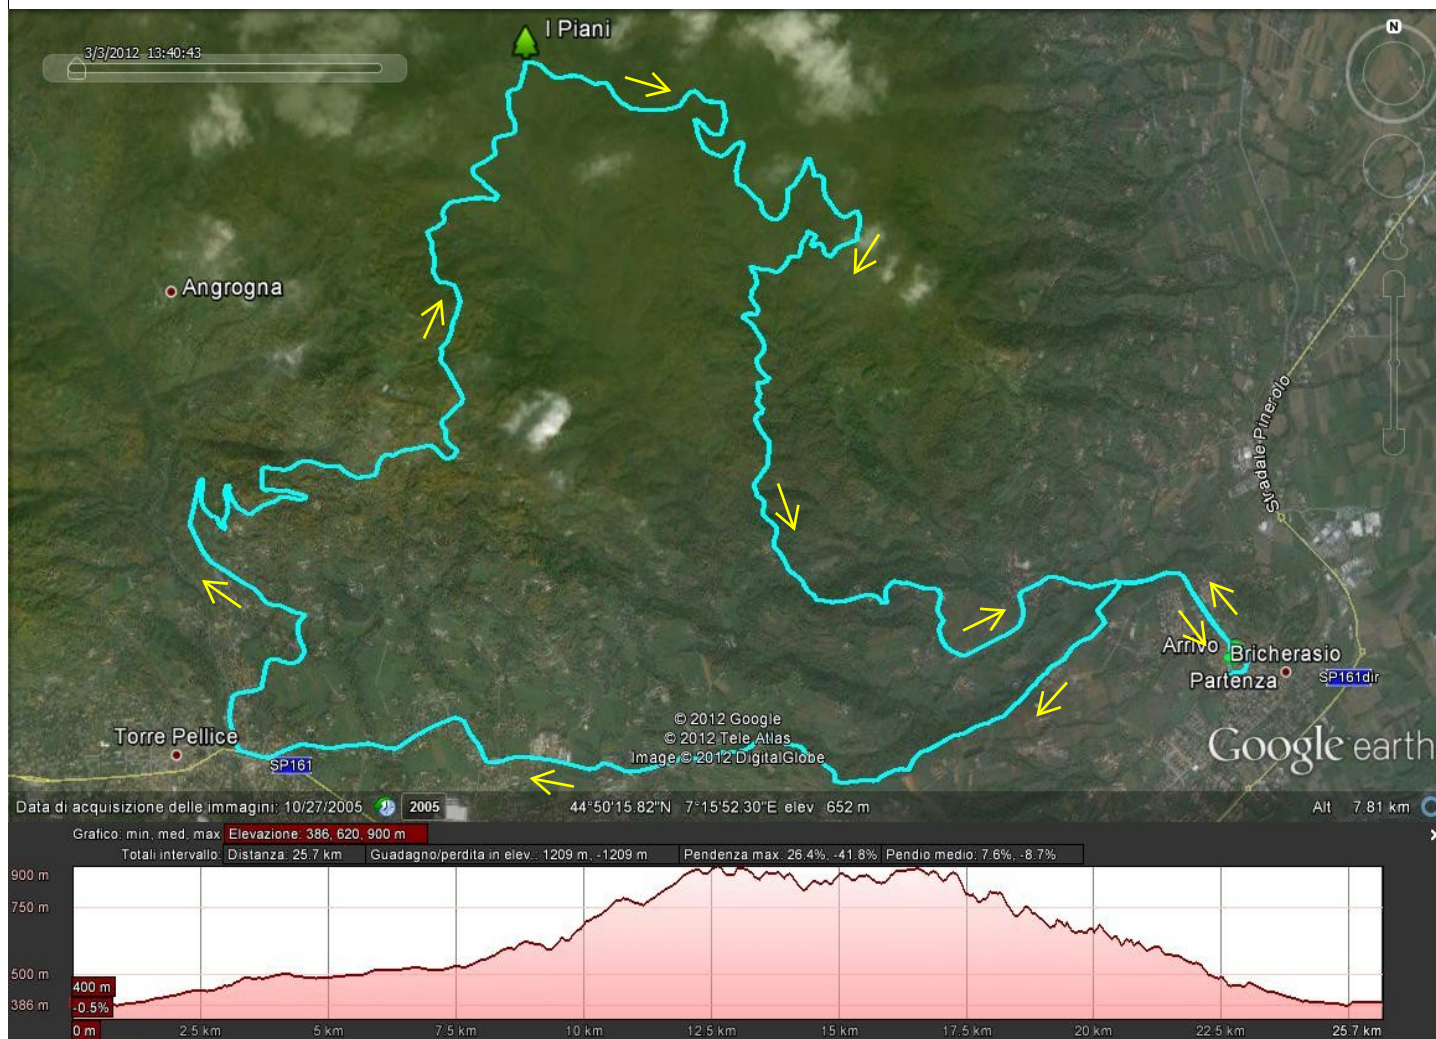 I Piani
3/3/2012 13:40:43
N
Angrogna
Stradale Pinerolo
Arrivo
Bricherasio
Partenza
SP161dir
Torre Pellice
SP161
© 2012 Google
© 2012 Tele Atlas
Image © 2012 DigitalGlobe
Google earth
Data di acquisizione delle immagini: 10/27/2005 2005 44°50'15.82"N 7°15'52.30"E elev 652 m Alt 7.81 km
Grafico: min, med, max Elevazione: 386, 620, 900 m
Totali intervallo: Distanza: 25.7 km Guadagno/perdita in elev.: 1209 m, -1209 m Pendenza max: 26.4%, -41.8% Pendio medio: 7.6%, -8.7%
900 m
750 m
500 m
400 m
386 m
-0.5%
0 m 2.5 km 5 km 7.5 km 10 km 12.5 km 15 km 17.5 km 20 km 22.5 km 25.7 km